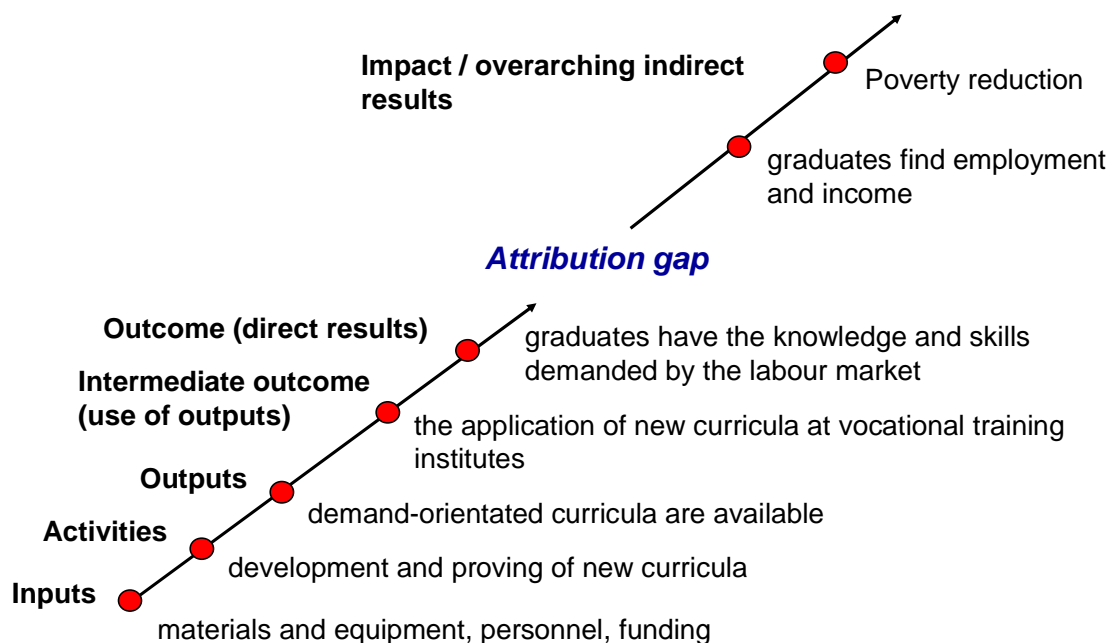 Impact / overarching indirect
results
Poverty reduction
graduates find employment
and income
Attribution gap
Outcome (direct results)
graduates have the knowledge and skills
demanded by the labour market
Intermediate outcome
(use of outputs)
the application of new curricula at vocational training
institutes
Outputs
demand-orientated curricula are available
Activities
development and proving of new curricula
Inputs
materials and equipment, personnel, funding